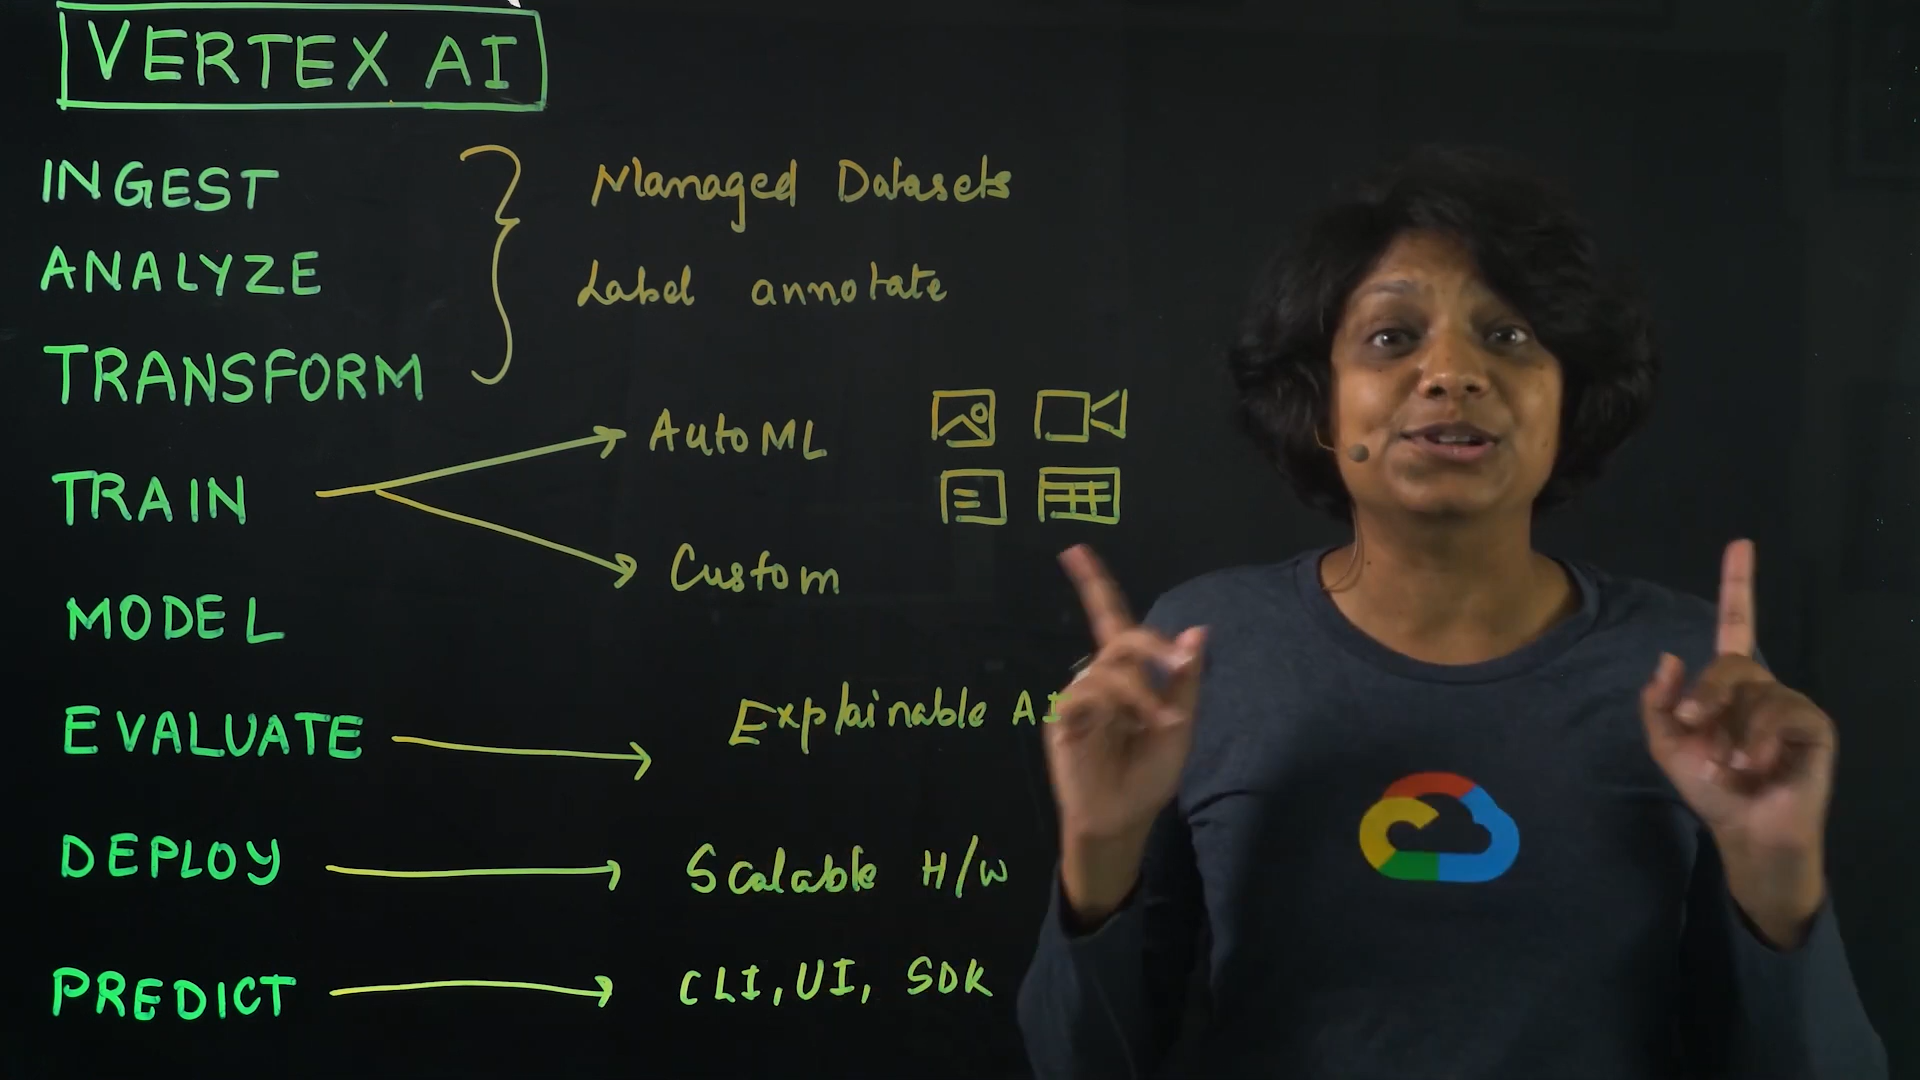 VERTEX AI
INGEST
ANALYZE
TRANSFORM
Managed Datasets
Label annotate
TRAIN
AutoML
Custom
MODEL
EVALUATE
Explainable AI
DEPLOY
Scalable H/W
PREDICT
CLI, UI, SDK